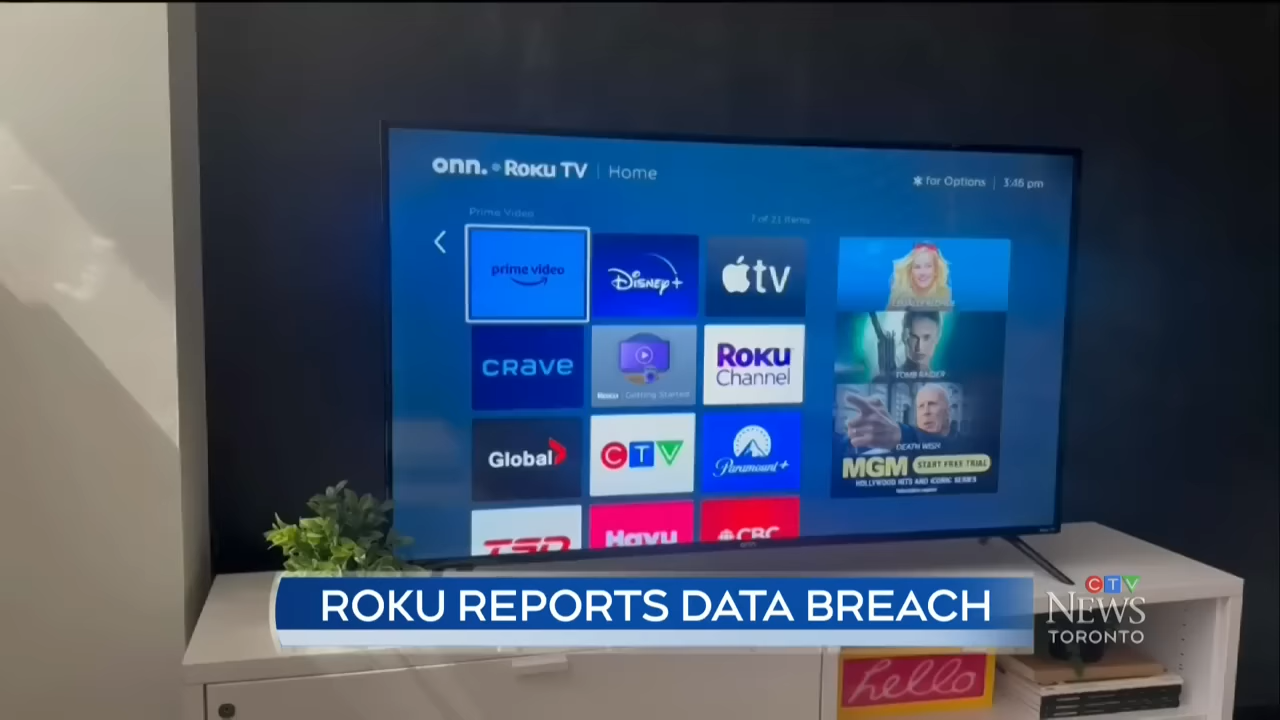 onn. • Roku TV | Home
* for Options | 3:46 pm
Prime Video
7 of 21 items
prime video
Disney+
tv
crave
Roku
Channel
Roku Getting Started
TOMB RAIDER
Global
CTV
Paramount+
DEATH WISH
MGM START FREE TRIAL
HOLLYWOOD HITS AND ICONIC SERIES
TSN
Hayu
CBC
onn
ROKU REPORTS DATA BREACH
CTV
NEWS
TORONTO
hello